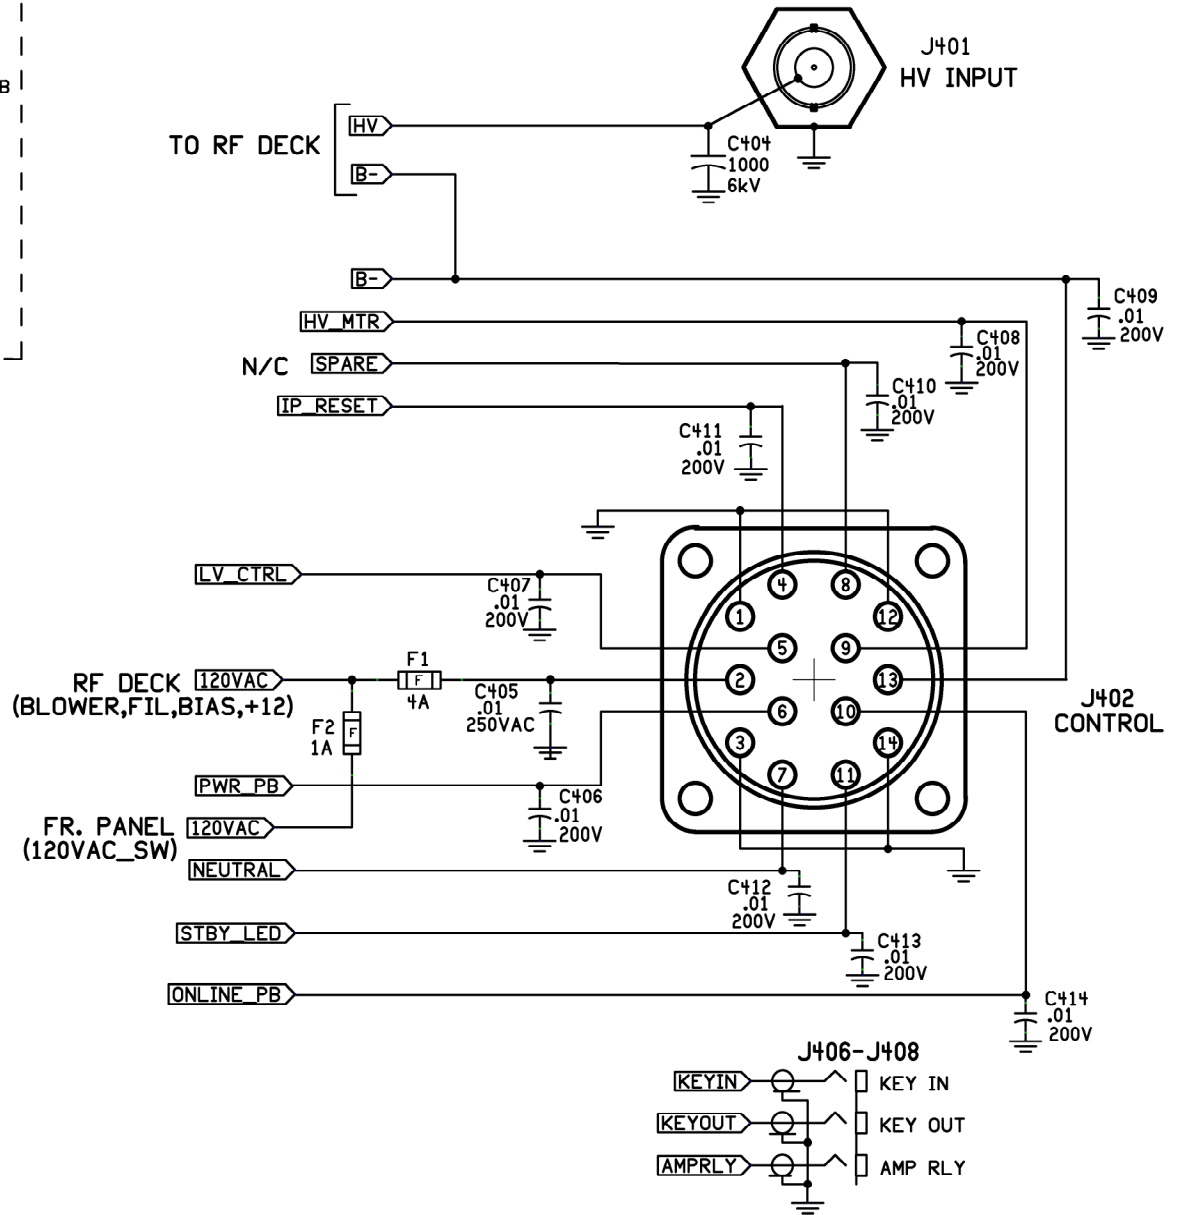 B
J401
HV INPUT
TO RF DECK
HV
B-
C404
1000
6kV
B-
C409
.01
200V
HV_MTR
C408
.01
200V
N/C SPARE
C410
.01
200V
IP_RESET
C411
.01
200V
LV_CTRL
C407
.01
200V
4
8
1
12
5
9
2
13
6
10
3
14
7
11
J402
CONTROL
RF DECK 120VAC
(BLOWER,FIL,BIAS,+12)
F1
F
4A
C405
.01
250VAC
F2
1A
F
PWR_PB
C406
.01
200V
FR. PANEL 120VAC
(120VAC_SW)
NEUTRAL
C412
.01
200V
STBY_LED
C413
.01
200V
ONLINE_PB
C414
.01
200V
J406-J408
KEYIN KEY IN
KEYOUT KEY OUT
AMPRLY AMP RLY